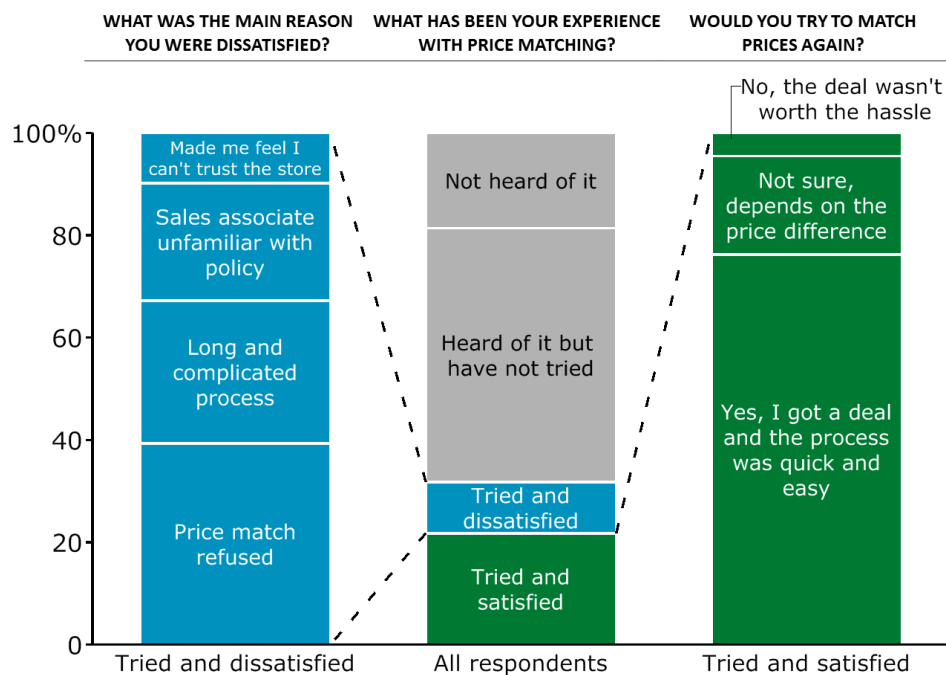 WHAT WAS THE MAIN REASON
YOU WERE DISSATISFIED?
WHAT HAS BEEN YOUR EXPERIENCE
WITH PRICE MATCHING?
WOULD YOU TRY TO MATCH
PRICES AGAIN?
100%
80
60
40
20
0
Made me feel I
can't trust the store
Sales associate
unfamiliar with
policy
Long and
complicated
process
Price match
refused
Tried and dissatisfied
Not heard of it
Heard of it but
have not tried
Tried and
dissatisfied
Tried and
satisfied
All respondents
No, the deal wasn't
worth the hassle
Not sure,
depends on the
price difference
Yes, I got a deal
and the process
was quick and
easy
Tried and satisfied